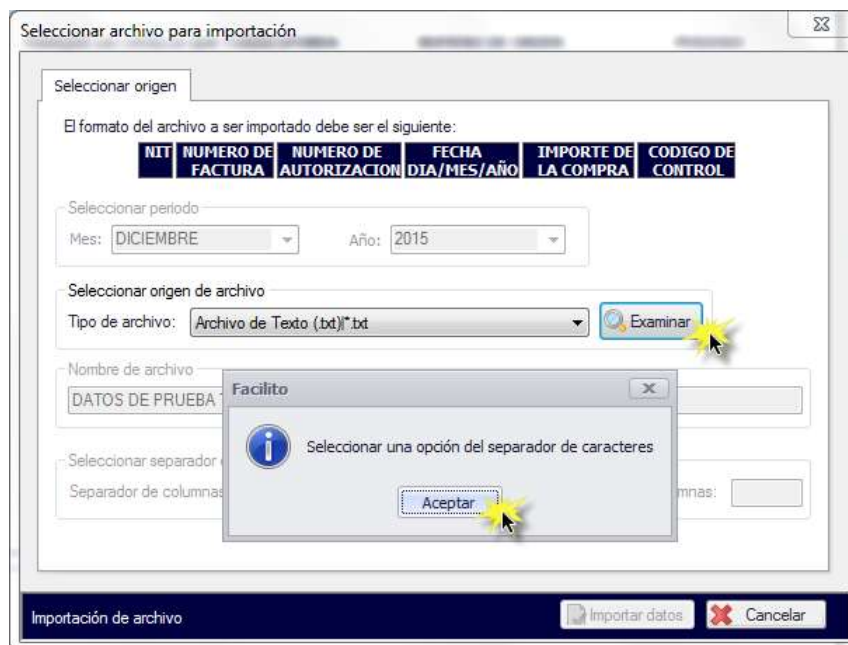 Seleccionar archivo para importación
Seleccionar origen
El formato del archivo a ser importado debe ser el siguiente:
NIT NUMERO DE FACTURA NUMERO DE AUTORIZACION FECHA DIA/MES/AÑO IMPORTE DE LA COMPRA CODIGO DE CONTROL
Seleccionar periodo
Mes: DICIEMBRE Año: 2015
Seleccionar origen de archivo
Tipo de archivo: Archivo de Texto (.txt)|*.txt Examinar
Nombre de archivo
DATOS DE PRUEBA
Facilito
Seleccionar una opción del separador de caracteres
Aceptar
Seleccionar separador
Separador de columnas
mnas:
Importación de archivo Importar datos Cancelar